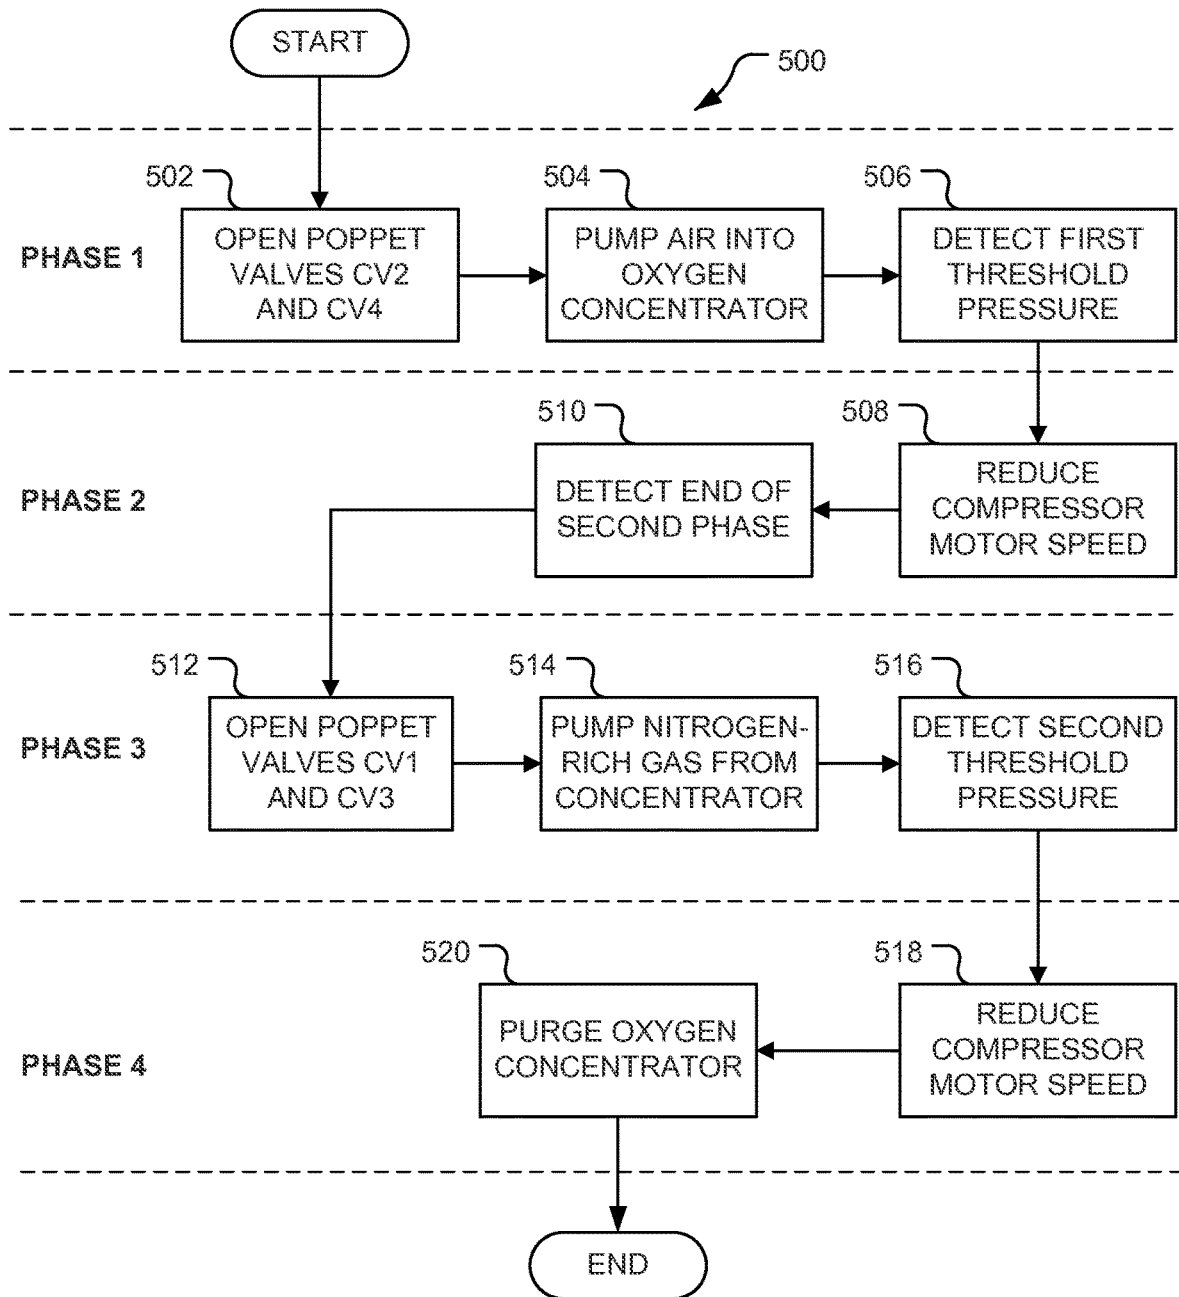 START
500
502
504
506
PHASE 1
OPEN POPPET
VALVES CV2
AND CV4
PUMP AIR INTO
OXYGEN
CONCENTRATOR
DETECT FIRST
THRESHOLD
PRESSURE
510
508
PHASE 2
DETECT END OF
SECOND PHASE
REDUCE
COMPRESSOR
MOTOR SPEED
512
514
516
PHASE 3
OPEN POPPET
VALVES CV1
AND CV3
PUMP NITROGEN-
RICH GAS FROM
CONCENTRATOR
DETECT SECOND
THRESHOLD
PRESSURE
520
518
PHASE 4
PURGE OXYGEN
CONCENTRATOR
REDUCE
COMPRESSOR
MOTOR SPEED
END